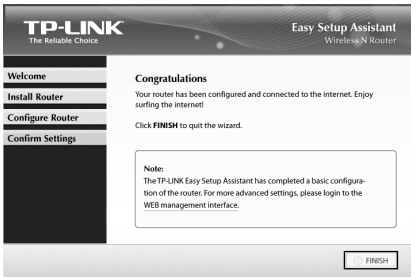 TP-LINK
The Reliable Choice
Easy Setup Assistant
Wireless N Router
Welcome
Install Router
Configure Router
Confirm Settings
Congratulations
Your router has been configured and connected to the internet. Enjoy
surfing the internet!
Click FINISH to quit the wizard.
Note:
The TP-LINK Easy Setup Assistant has completed a basic configura-
tion of the router. For more advanced settings, please login to the
WEB management interface.
FINISH